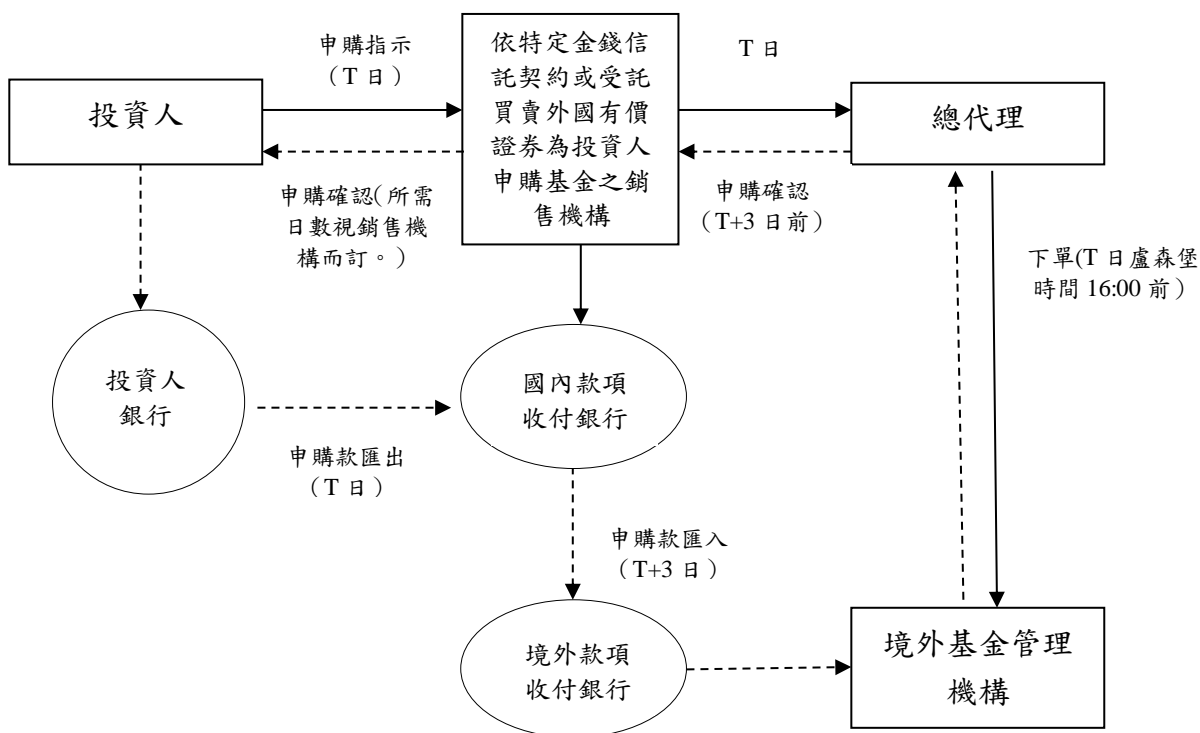 申購指示
（T 日）
投資人
依特定金錢信
託契約或受託
買賣外國有價
證券為投資人
申購基金之銷
售機構
T 日
總代理
申購確認（所需
日數視銷售機
構而訂。）
申購確認
（T+3 日前）
下單(T 日盧森堡
時間 16:00 前）
投資人
銀行
國內款項
收付銀行
申購款匯出
（T 日）
申購款匯入
（T+3 日）
境外款項
收付銀行
境外基金管理
機構